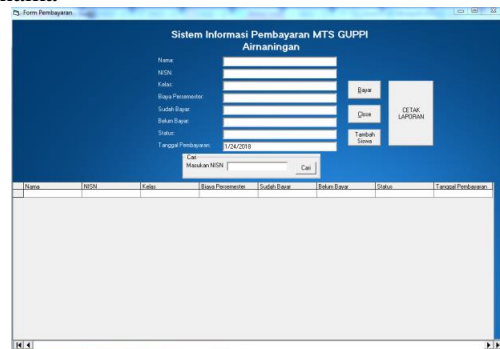 Form Pembayaran
Sistem Informasi Pembayaran MTS GUPPI
Airnaningan
Nama:
NISN:
Kelas:
Biaya Persemester:
Sudah Bayar:
Belum Bayar:
Status:
Tanggal Pembayaran: 1/24/2018
Bayar
Close
Tambah
Siswa
CETAK
LAPORAN
Cari
Masukan NISN
Cari
Nama NISN Kelas Biaya Persemester Sudah Bayar Belum Bayar Status Tanggal Pembayaran